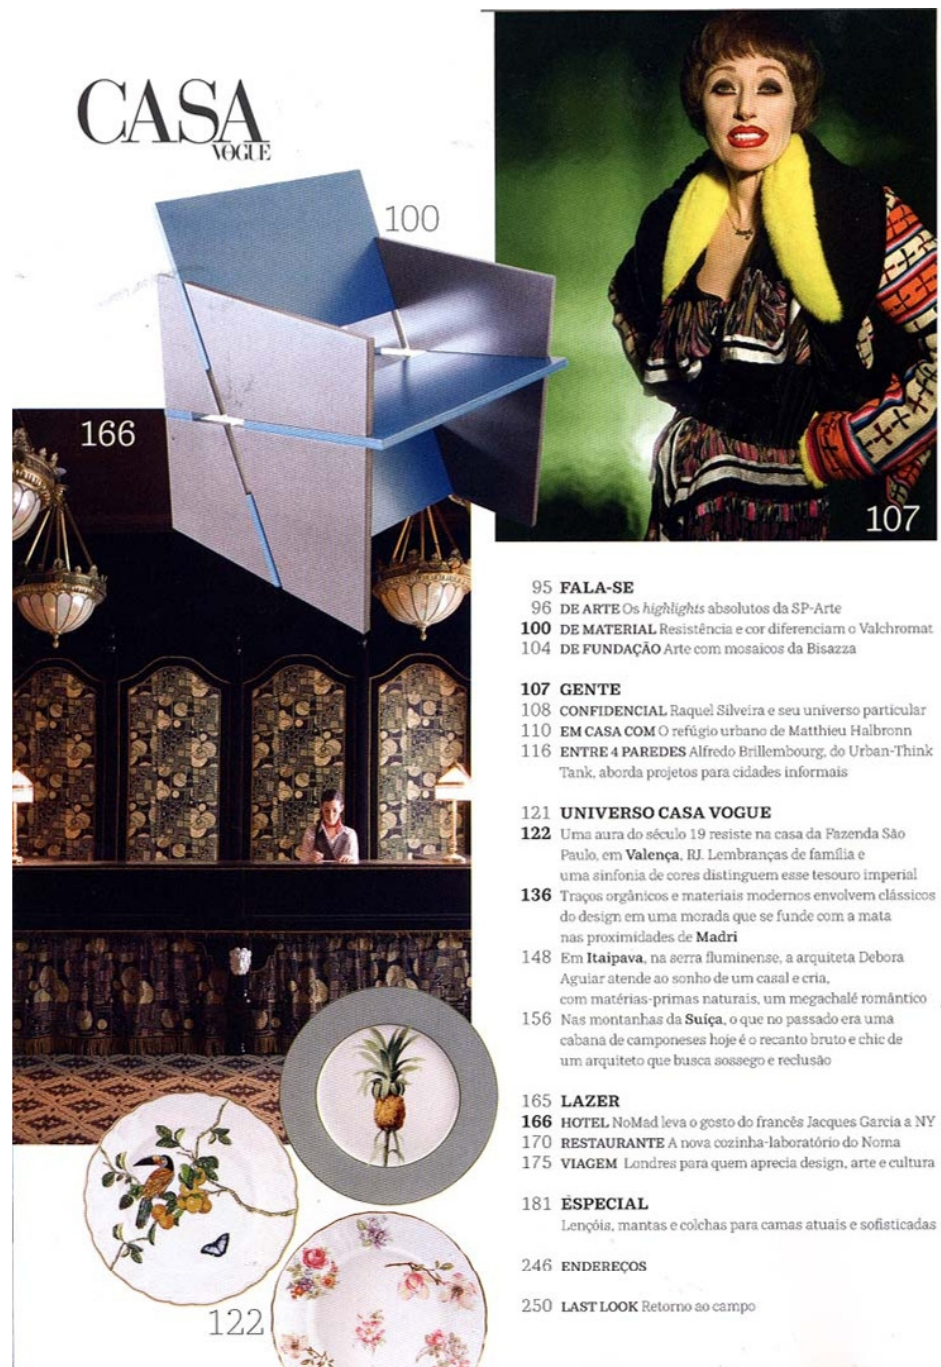 CASA
VOGUE
100
166
107
95 FALA-SE
96 DE ARTE Os highlights absolutos da SP-Arte
100 DE MATERIAL Resistência e cor diferenciam o Valchromat
104 DE FUNDAÇÃO Arte com mosaicos da Bisazza
107 GENTE
108 CONFIDENCIAL Raquel Silveira e seu universo particular
110 EM CASA COM O refúgio urbano de Matthieu Halbronn
116 ENTRE 4 PAREDES Alfredo Brillembourg, do Urban-Think
Tank, aborda projetos para cidades informais
121 UNIVERSO CASA VOGUE
122 Uma aura do século 19 resiste na casa da Fazenda São
Paulo, em Valença, RJ. Lembranças de família e
uma sinfonia de cores distinguem esse tesouro imperial
136 Traços orgânicos e materiais modernos envolvem clássicos
do design em uma morada que se funde com a mata
nas proximidades de Madri
148 Em Itaipava, na serra fluminense, a arquiteta Debora
Aguiar atende ao sonho de um casal e cria,
com matérias-primas naturais, um megachalé romântico
156 Nas montanhas da Suíça, o que no passado era uma
cabana de camponeses hoje é o recanto bruto e chic de
um arquiteto que busca sossego e reclusão
165 LAZER
166 HOTEL NoMad leva o gosto do francês Jacques Garcia a NY
170 RESTAURANTE A nova cozinha-laboratório do Noma
175 VIAGEM Londres para quem aprecia design, arte e cultura
181 ESPECIAL
Lençóis, mantas e colchas para camas atuais e sofisticadas
246 ENDEREÇOS
250 LAST LOOK Retorno ao campo
122